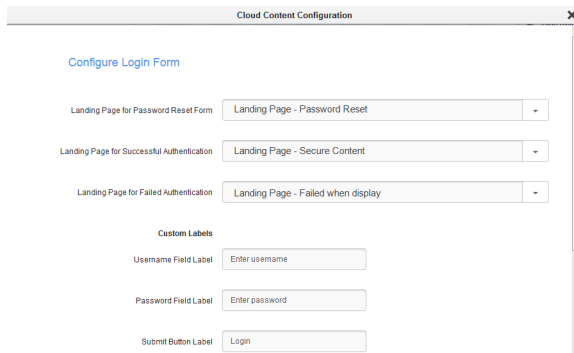 Cloud Content Configuration
Configure Login Form
Landing Page for Password Reset Form Landing Page - Password Reset
Landing Page for Successful Authentication Landing Page - Secure Content
Landing Page for Failed Authentication Landing Page - Failed when display
Custom Labels
Username Field Label Enter username
Password Field Label Enter password
Submit Button Label Login